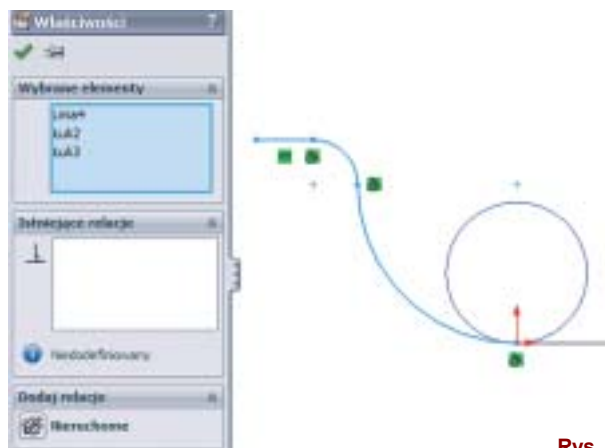 Właściwości ?
Wybrane elementy
Linia4
Łuk2
Łuk3
Istniejące relacje
Niedodefiniowany
Dodaj relacje
Nieruchome
Rys